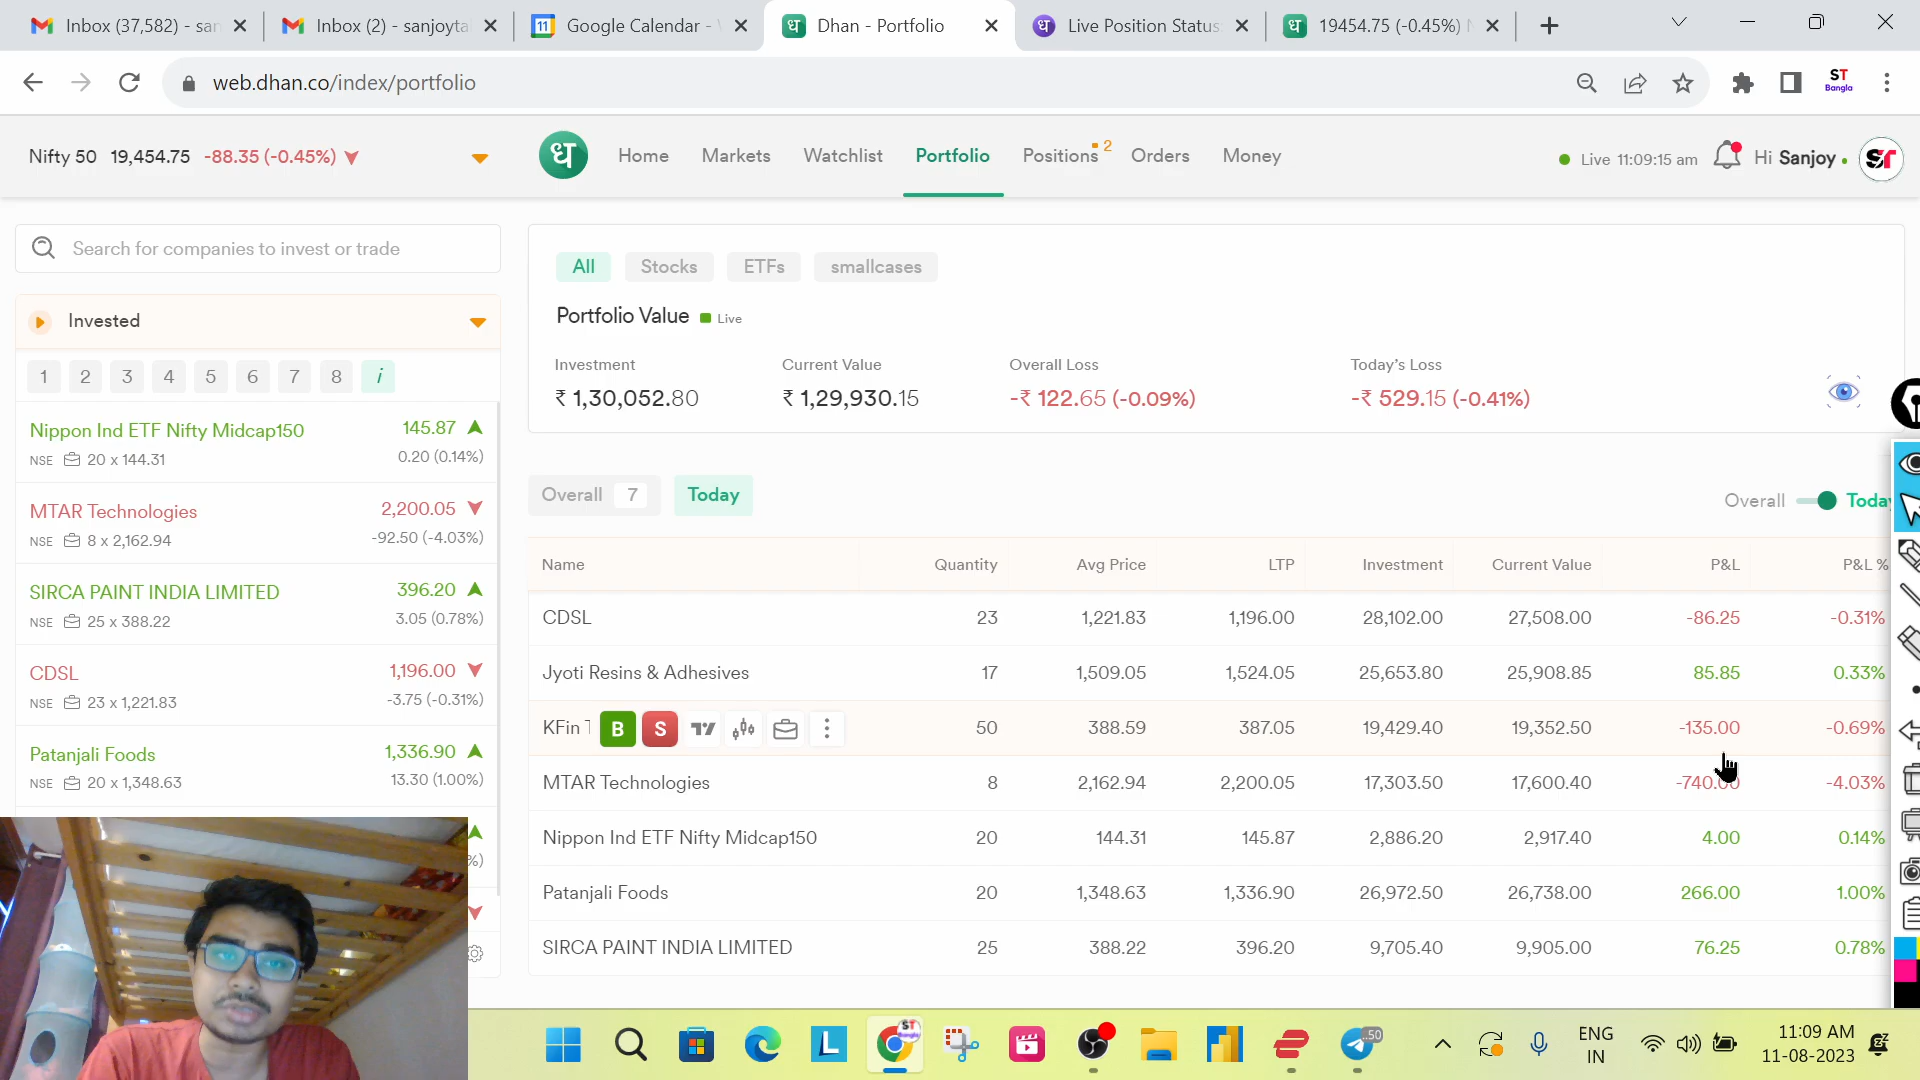 Inbox (37,582) - sar
Inbox (2) - sanjoyta
Google Calendar -
Dhan - Portfolio
Live Position Status
19454.75 (-0.45%)
web.dhan.co/index/portfolio
ST
Bangla
Nifty 50 19,454.75 -88.35 (-0.45%)
धा
Home
Markets
Watchlist
Portfolio
Positions 2
Orders
Money
Live 11:09:15 am
Hi Sanjoy
ST
Search for companies to invest or trade
Invested
1 2 3 4 5 6 7 8 i
Nippon Ind ETF Nifty Midcap150 145.87
NSE 20 x 144.31 0.20 (0.14%)
MTAR Technologies 2,200.05
NSE 8 x 2,162.94 -92.50 (-4.03%)
SIRCA PAINT INDIA LIMITED 396.20
NSE 25 x 388.22 3.05 (0.78%)
CDSL 1,196.00
NSE 23 x 1,221.83 -3.75 (-0.31%)
Patanjali Foods 1,336.90
NSE 20 x 1,348.63 13.30 (1.00%)
%)
All Stocks ETFs smallcases
Portfolio Value Live
Investment Current Value Overall Loss Today's Loss
₹ 1,30,052.80 ₹ 1,29,930.15 -₹ 122.65 (-0.09%) -₹ 529.15 (-0.41%)
Overall 7 Today
Overall Today
Name Quantity Avg Price LTP Investment Current Value P&L P&L %
CDSL 23 1,221.83 1,196.00 28,102.00 27,508.00 -86.25 -0.31%
Jyoti Resins & Adhesives 17 1,509.05 1,524.05 25,653.80 25,908.85 85.85 0.33%
KFin T B S 50 388.59 387.05 19,429.40 19,352.50 -135.00 -0.69%
MTAR Technologies 8 2,162.94 2,200.05 17,303.50 17,600.40 -740.00 -4.03%
Nippon Ind ETF Nifty Midcap150 20 144.31 145.87 2,886.20 2,917.40 4.00 0.14%
Patanjali Foods 20 1,348.63 1,336.90 26,972.50 26,738.00 266.00 1.00%
SIRCA PAINT INDIA LIMITED 25 388.22 396.20 9,705.40 9,905.00 76.25 0.78%
L
ST
Bangla
50
ENG
IN
11:09 AM
11-08-2023